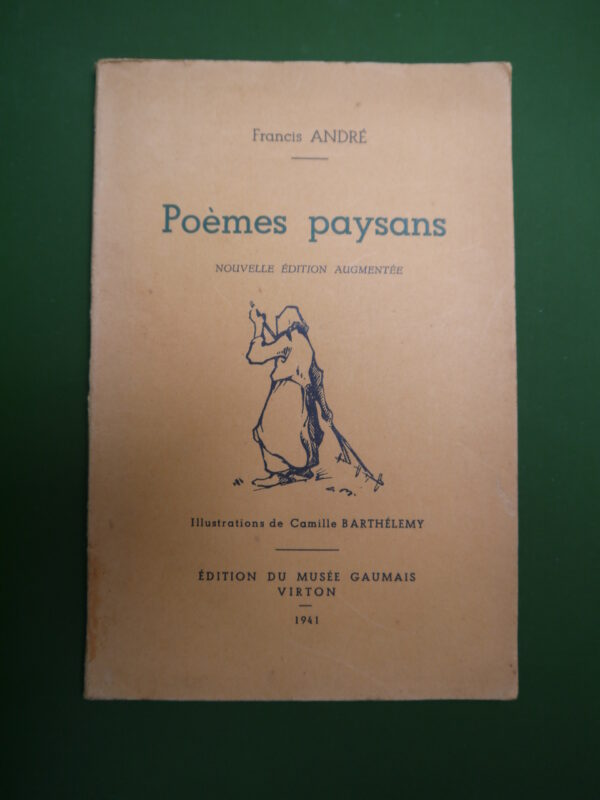 Francis ANDRÉ
Poèmes paysans
NOUVELLE ÉDITION AUGMENTÉE
Illustrations de Camille BARTHÉLEMY
ÉDITION DU MUSÉE GAUMAIS
VIRTON
1941